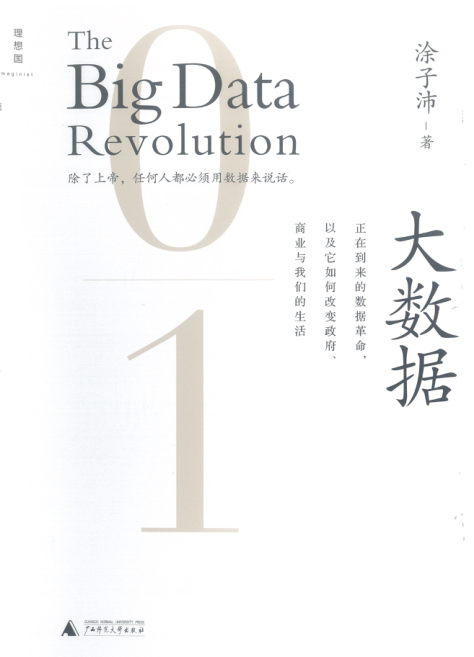 理想国
imaginist
The
Big Data
Revolution
除了上帝，任何人都必须用数据来说话。
0
1
涂子沛
著
大数据
正在到来的数据革命，
以及它如何改变政府、
商业与我们的生活
GUANGXI NORMAL UNIVERSITY PRESS
广西师范大学出版社